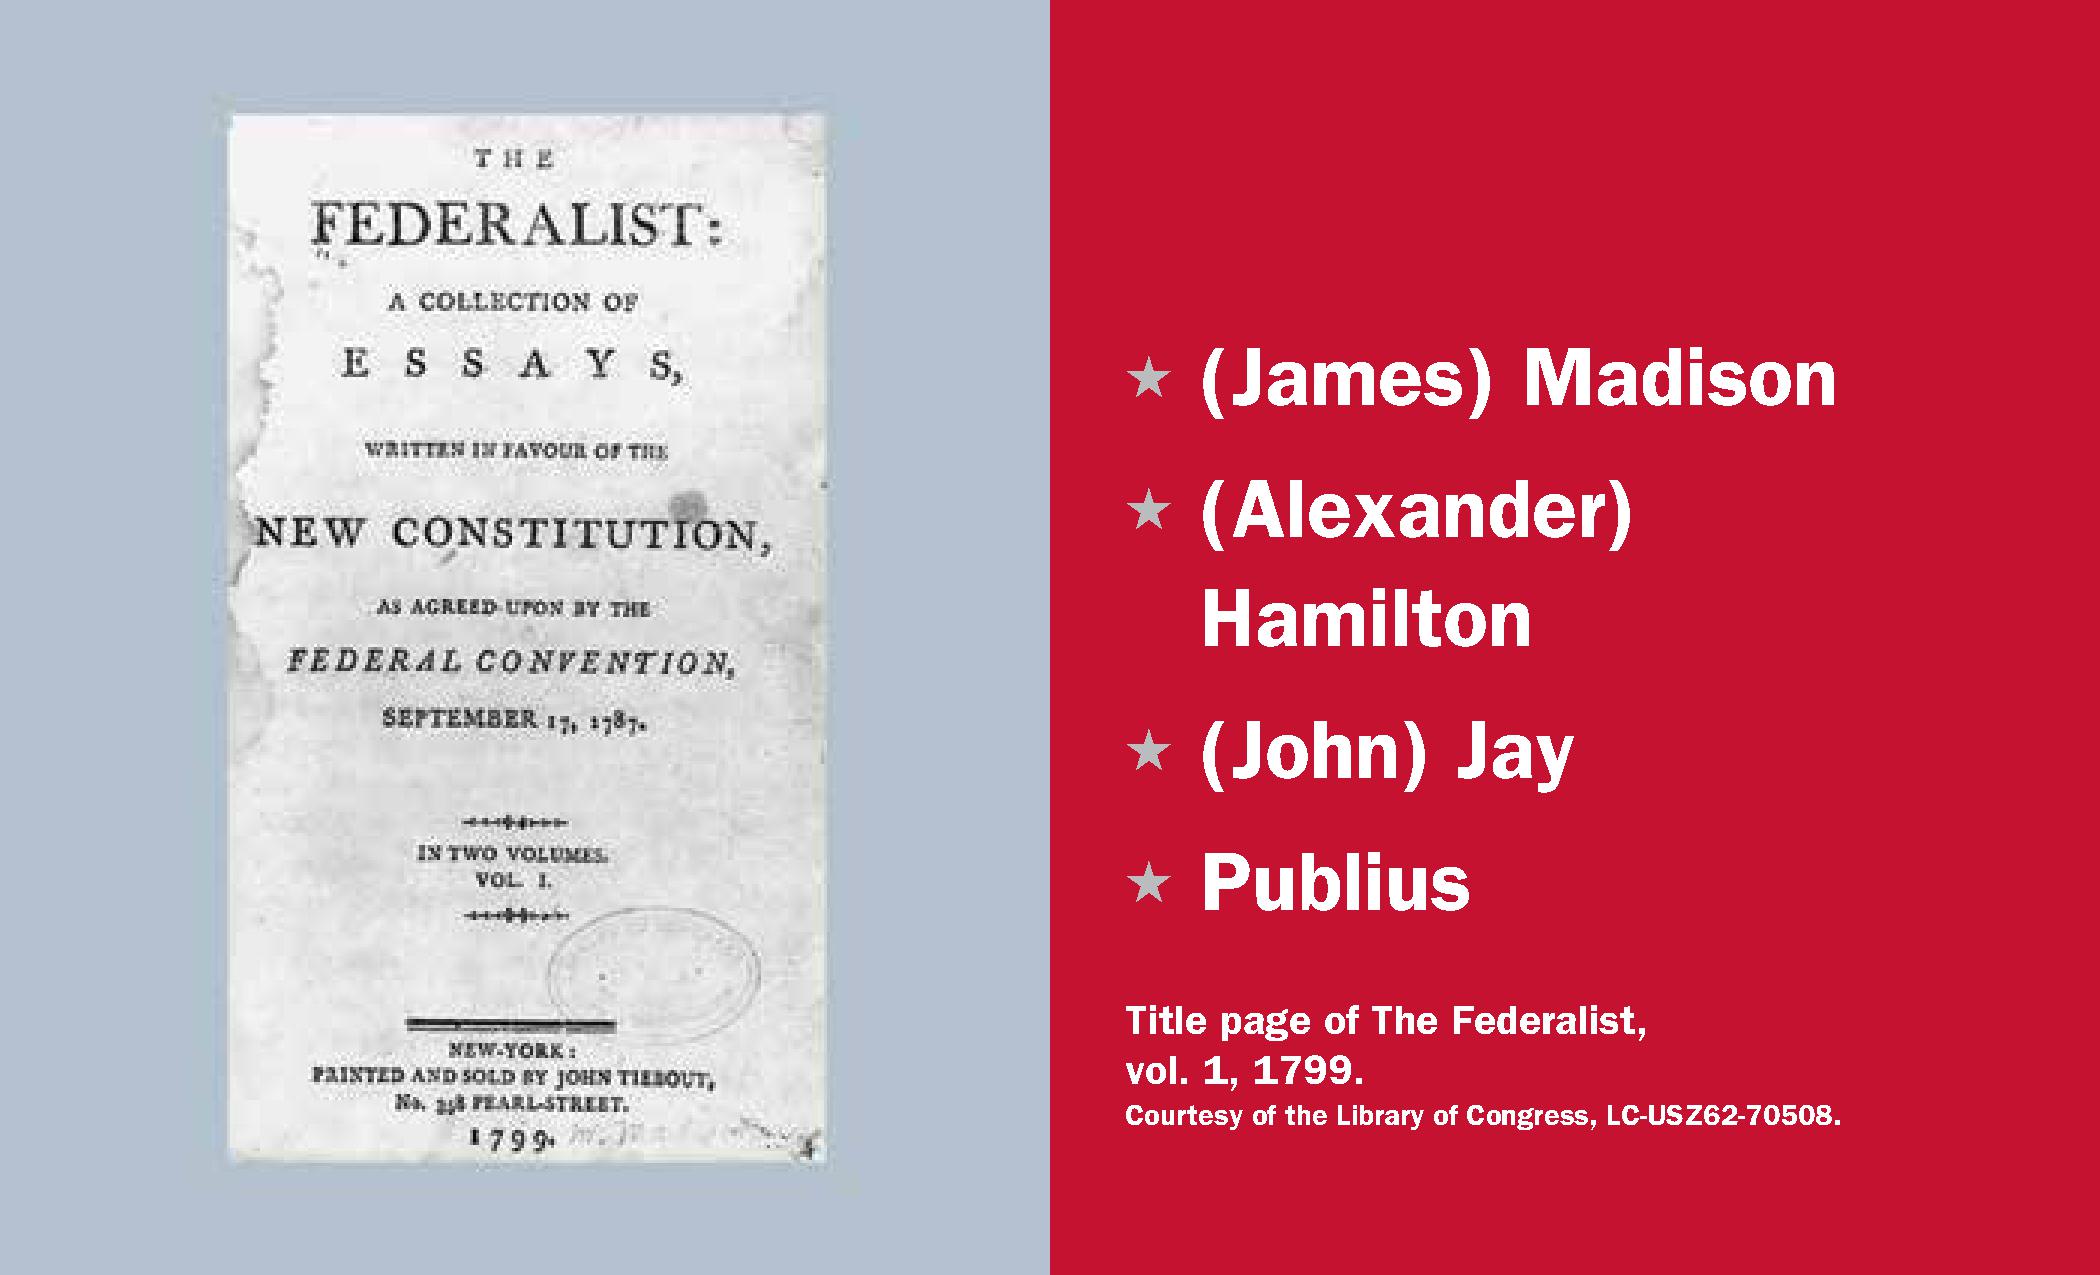 THE
FEDERALIST:
A COLLECTION OF
ESSAYS,
WRITTEN IN FAVOUR OF THE
NEW CONSTITUTION,
AS AGREED UPON BY THE
FEDERAL CONVENTION,
SEPTEMBER 17, 1787.
IN TWO VOLUMES.
VOL. I.
NEW-YORK:
PRINTED AND SOLD BY JOHN TIEBOUT,
No. 358 PEARL-STREET.
1799.
★ (James) Madison
★ (Alexander)
Hamilton
★ (John) Jay
★ Publius
Title page of The Federalist,
vol. 1, 1799.
Courtesy of the Library of Congress, LC-USZ62-70508.